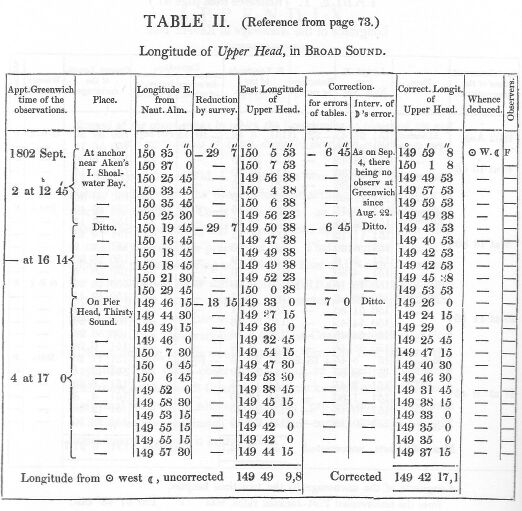 TABLE II. (Reference from page 73.)
Longitude of Upper Head, in BROAD SOUND.
Appt. Greenwich time of the observations. Place. Longitude E. from Naut. Alm. Reduction by survey. East Longitude of Upper Head. Correction. for errors of tables. Interv. of ☽'s error. Correct. Longit. of Upper Head. Whence deduced. Observers.
° ′ ″ ′ ″ ° ′ ″ ′ ″ ° ′ ″
1802 Sept. At anchor 150 35 0 –29 7 150 5 53 – 6 45 As on Sep. 149 59 8 ⊙ W. ☾ F
near Aken's 150 37 0 — 150 7 53 — 4, there 150 1 8 — —
I. Shoal- 150 25 45 — 149 56 38 — being 149 49 53 — —
h ′
2 at 12 45 water Bay. 150 33 45 — 150 4 38 — no observ at 149 57 53 — —
— 150 35 45 — 150 6 38 — Greenwich 149 59 53 — —
since
— 150 25 30 — 149 56 23 — Aug. 22. 149 49 38 — —
Ditto. 150 19 45 –29 7 149 50 38 – 6 45 Ditto. 149 43 53 — —
— 150 16 45 — 149 47 38 — — 149 40 53 — —
— at 16 14 — 150 18 45 — 149 49 38 — — 149 42 53 — —
— 150 18 45 — 149 49 38 — — 149 42 53 — —
— 150 21 30 — 149 52 23 — — 149 45 38 — —
— 150 29 45 — 150 0 38 — — 149 53 53 — —
On Pier 149 46 15 –13 15 149 33 0 – 7 0 Ditto. 149 26 0 — —
Head, Thirsty 149 44 30 — 149 15 — — 149 24 15 — —
Sound. 149 49 15 — 149 36 0 — — 149 29 0 — —
— 149 46 0 — 149 32 45 — — 149 25 45 — —
— 150 7 30 — 149 54 15 — — 149 47 15 — —
— 150 0 45 — 149 47 30 — — 149 40 30 — —
4 at 17 0 — 150 6 45 — 149 53 30 — — 149 46 30 — —
— 149 52 0 — 149 38 45 — — 149 31 45 — —
— 149 58 30 — 149 45 15 — — 149 38 15 — —
— 149 53 15 — 149 40 0 — — 149 33 0 — —
— 149 55 15 — 149 42 0 — — 149 35 0 — —
— 149 55 15 — 149 42 0 — — 149 35 0 — —
— 149 57 30 — 149 44 15 — — 149 37 15 — —
Longitude from ⊙ west ☾, uncorrected 149 49 9,8 Corrected 149 42 17,1